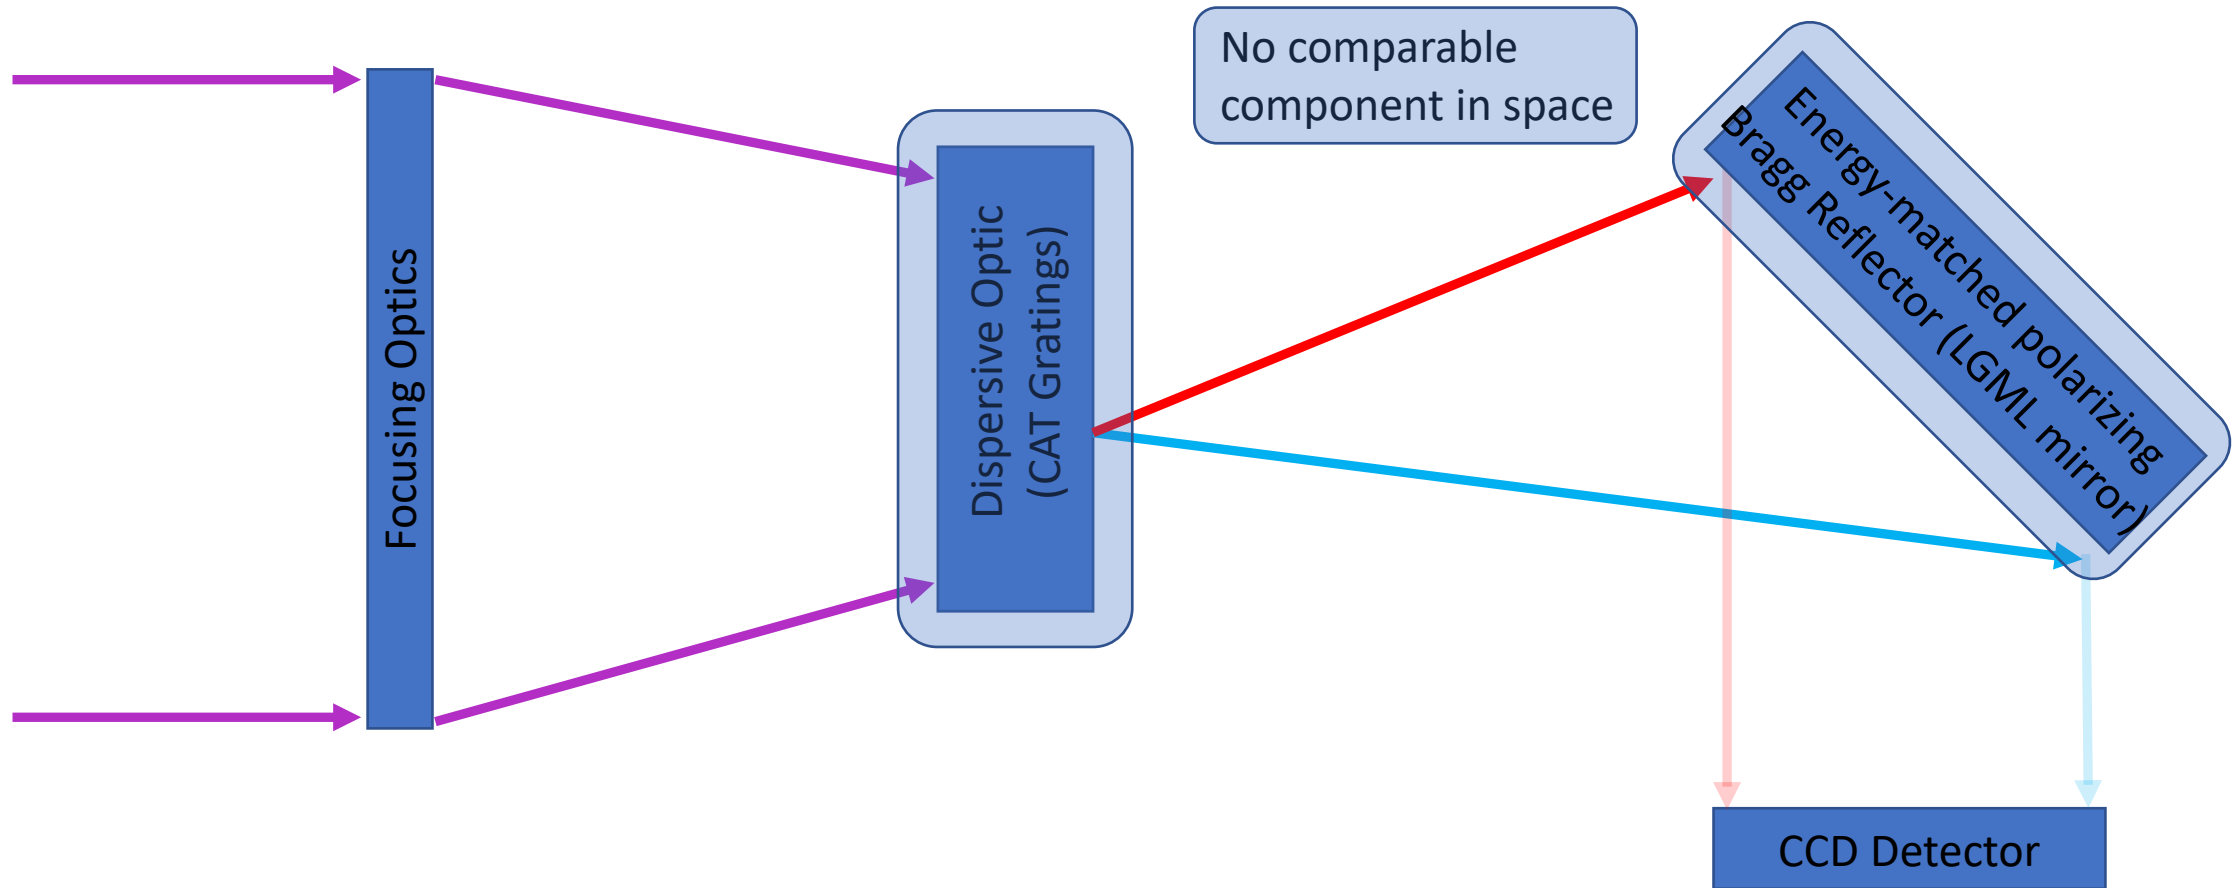 Focusing Optics
Dispersive Optic
(CAT Gratings)
No comparable
component in space
Energy-matched polarizing
Bragg Reflector (LGML mirror)
CCD Detector